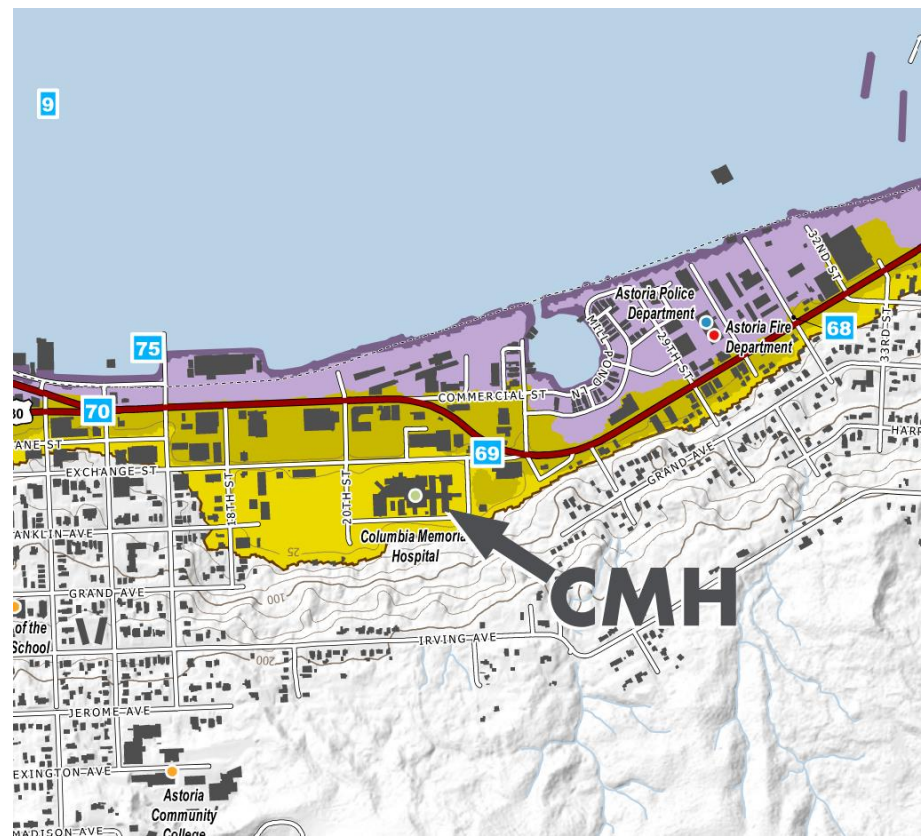 9
32ND ST
Astoria Police
Department
Astoria Fire
Department
68
33RD ST
29TH ST
MILL POND LN
75
70
COMMERCIAL ST
30
69
ANE ST
EXCHANGE ST
GRAND AVE
HARR
18TH ST
20TH ST
ANKLIN AVE
Columbia Memoria
Hospital
25
CMH
GRAND AVE
100
of the
School
IRVING AVE
200
JEROME AVE
EXINGTON AVE
Astoria
Community
College
MADISON AVE